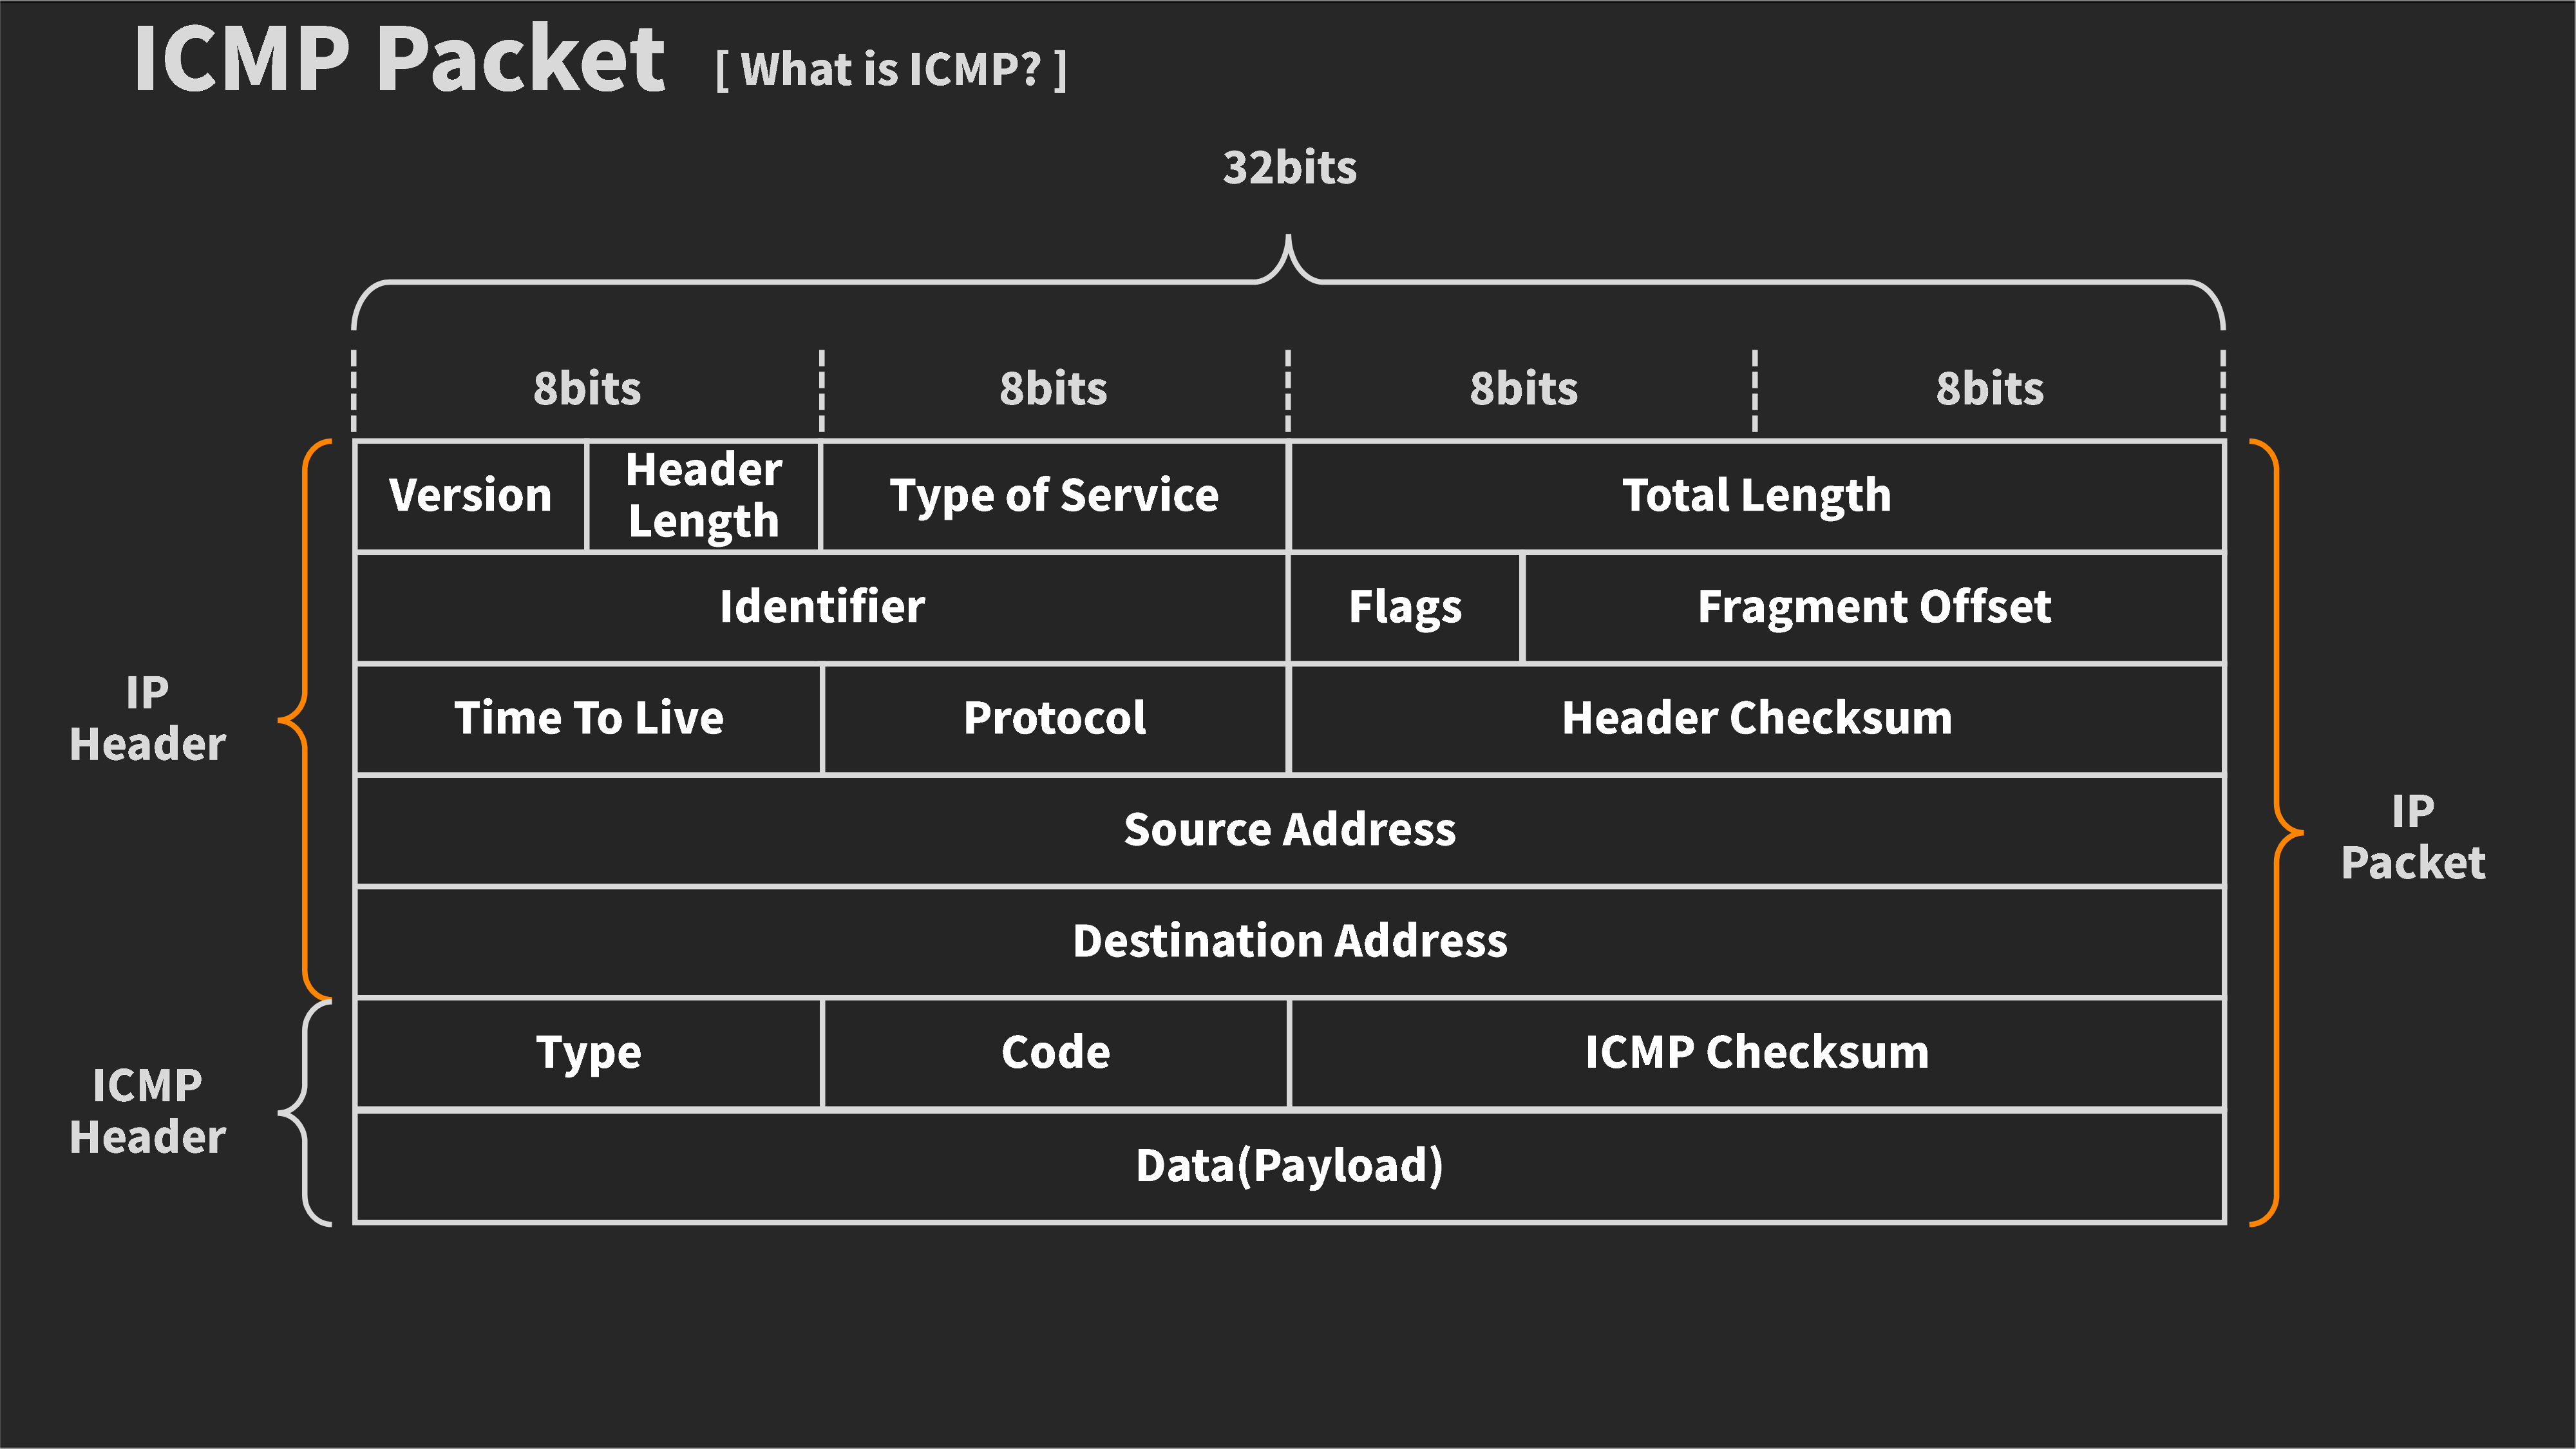 ICMP Packet [ What is ICMP? ]
32bits
8bits 8bits 8bits 8bits
Version
Header
Length
Type of Service
Total Length
Identifier
Flags
Fragment Offset
IP
Header
Time To Live
Protocol
Header Checksum
Source Address
IP
Packet
Destination Address
ICMP
Header
Type
Code
ICMP Checksum
Data(Payload)